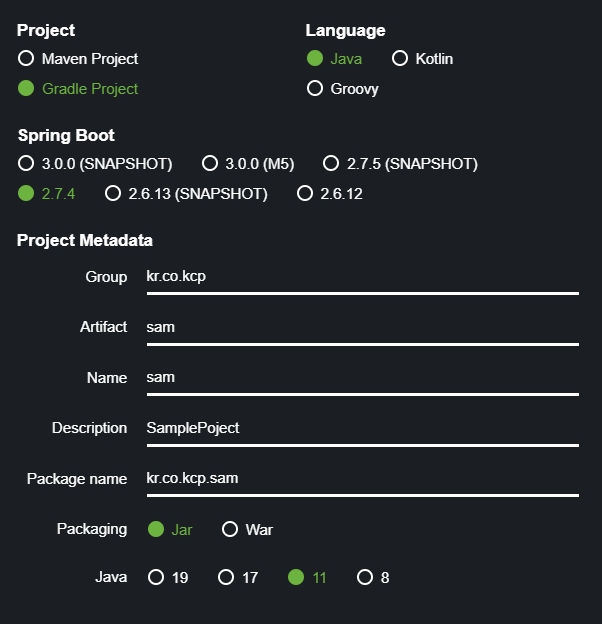 Project
Maven Project
Gradle Project
Language
Java Kotlin
Groovy
Spring Boot
3.0.0 (SNAPSHOT) 3.0.0 (M5) 2.7.5 (SNAPSHOT)
2.7.4 2.6.13 (SNAPSHOT) 2.6.12
Project Metadata
Group kr.co.kcp
Artifact sam
Name sam
Description SamplePoject
Package name kr.co.kcp.sam
Packaging Jar War
Java 19 17 11 8